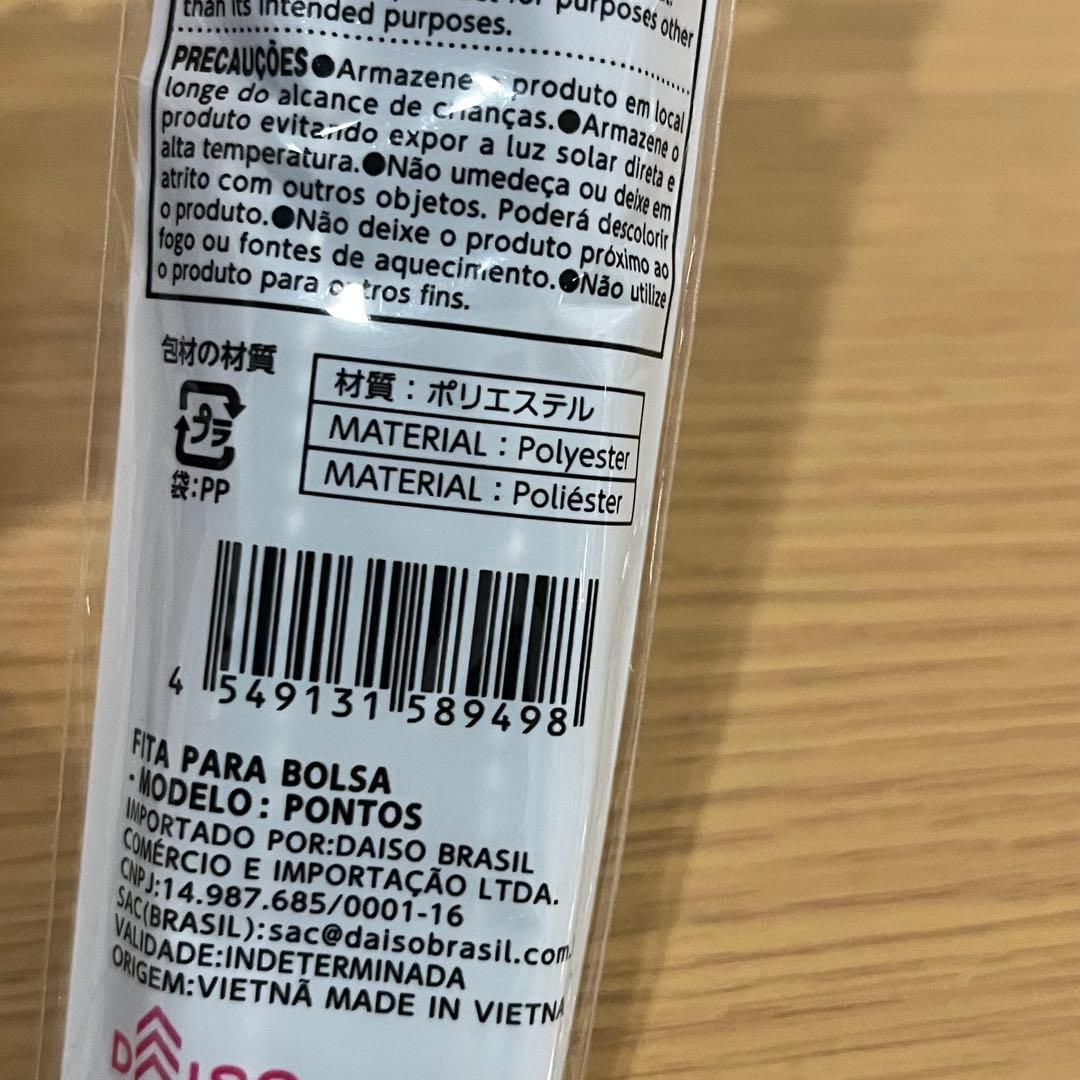 for purposes other
than its intended purposes.
PRECAUÇÕES●Armazene o produto em local
longe do alcance de crianças.●Armazene o
produto evitando expor a luz solar direta e
alta temperatura.●Não umedeça ou deixe em
atrito com outros objetos. Poderá descolorir
o produto.●Não deixe o produto próximo ao
fogo ou fontes de aquecimento.●Não utilize
o produto para outros fins.
包材の材質
プラ
袋:PP
材質：ポリエステル
MATERIAL：Polyester
MATERIAL：Poliéster
4 549131 589498
FITA PARA BOLSA
- MODELO : PONTOS
IMPORTADO POR:DAISO BRASIL
COMÉRCIO E IMPORTAÇÃO LTDA.
CNPJ:14.987.685/0001-16
SAC(BRASIL):sac@daisobrasil.com.
VALIDADE:INDETERMINADA
ORIGEM:VIETNÃ MADE IN VIETNA
DAISO